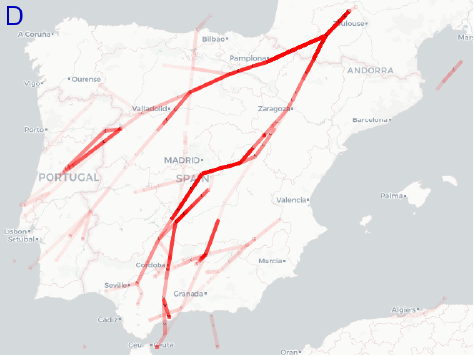 D
A Coruña
Bilbao
Toulouse
Pamplona
Vigo
Ourense
ANDORRA
Valladolid
Zaragoza
Barcelona
Porto
MADRID
SPAIN
PORTUGAL
Palma
Valencia
Lisbon
Setúbal
Murcia
Córdoba
Seville
Granada
Cádiz
Algiers
Ceuta
Oran